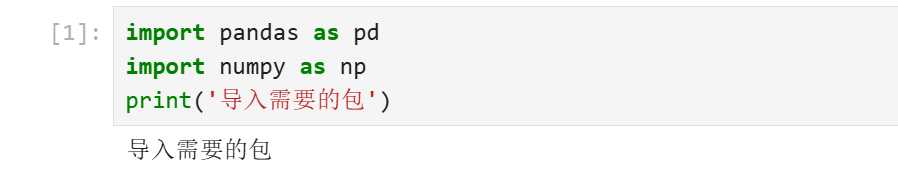 [1]: import pandas as pd
import numpy as np
print('导入需要的包')
导入需要的包